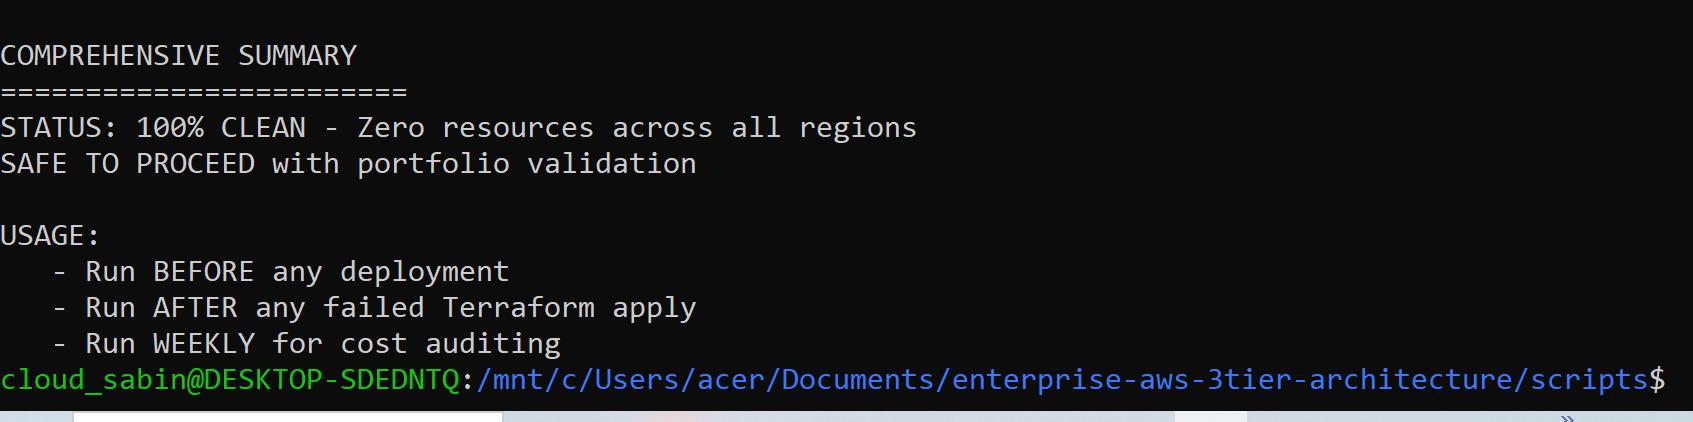 COMPREHENSIVE SUMMARY
========================
STATUS: 100% CLEAN - Zero resources across all regions
SAFE TO PROCEED with portfolio validation
USAGE:
- Run BEFORE any deployment
- Run AFTER any failed Terraform apply
- Run WEEKLY for cost auditing
cloud_sabin@DESKTOP-SDEDNTQ:/mnt/c/Users/acer/Documents/enterprise-aws-3tier-architecture/scripts$
»